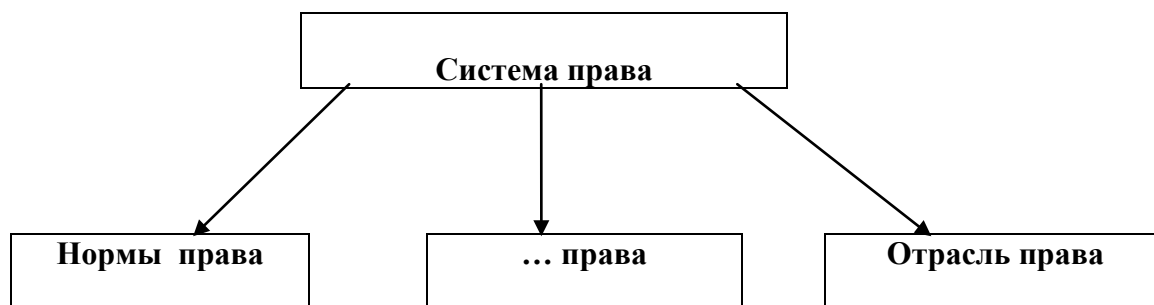 Система права
Нормы права
… права
Отрасль права